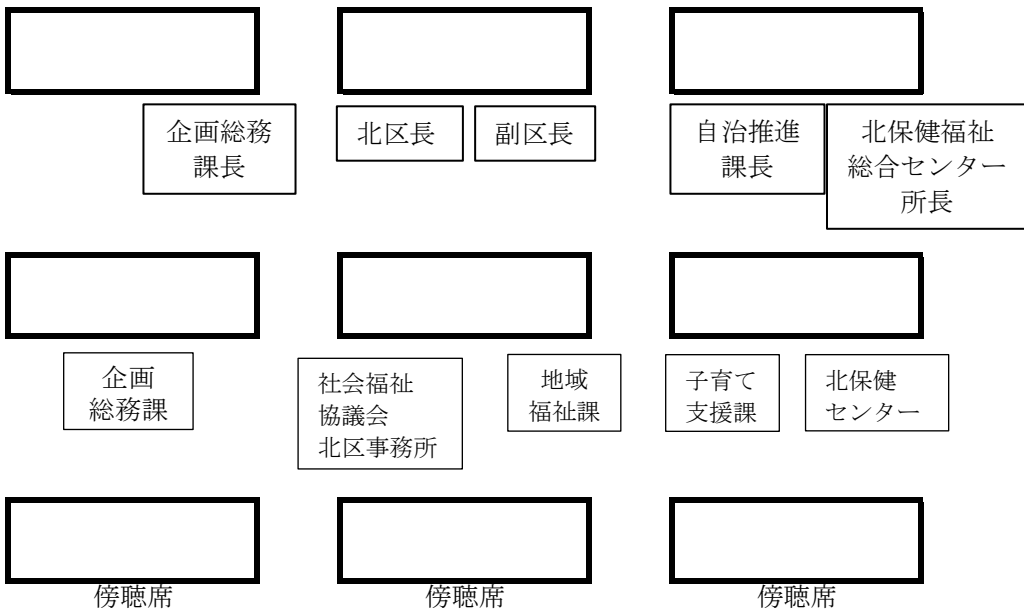 企画総務
課長
北区長
副区長
自治推進
課長
北保健福祉
総合センター
所長
企画
総務課
社会福祉
協議会
北区事務所
地域
福祉課
子育て
支援課
北保健
センター
傍聴席
傍聴席
傍聴席